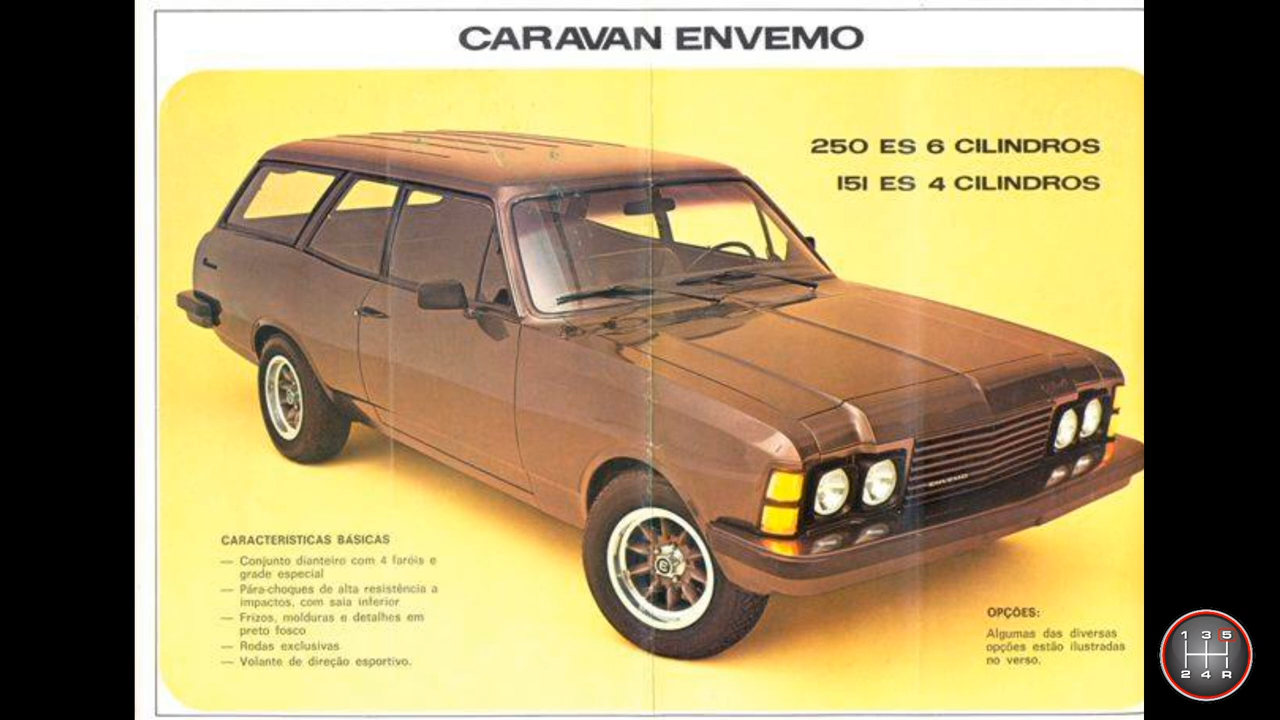 CARAVAN ENVEMO
250 ES 6 CILINDROS
151 ES 4 CILINDROS
ENVEMO
CARACTERISTICAS BÁSICAS
— Conjunto dianteiro com 4 faróis e
grade especial
— Pára-choques de alta resistência a
impactos, com saia inferior
— Frizos, molduras e detalhes em
preto fosco
— Rodas exclusivas
— Volante de direção esportivo.
OPÇÕES:
Algumas das diversas
opções estão ilustradas
no verso.
1 3 5
2 4 R